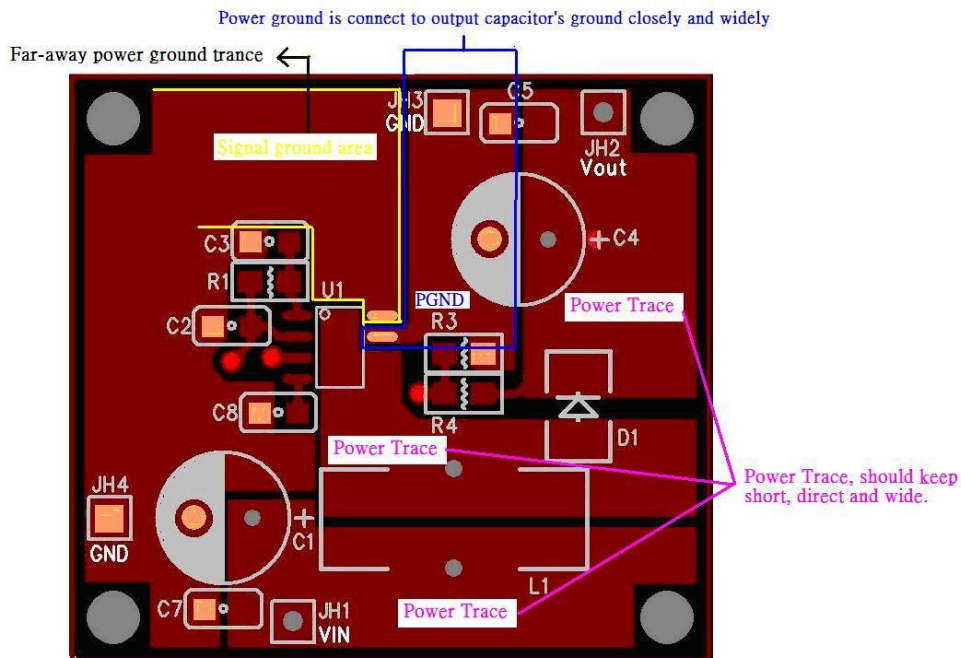 Power ground is connect to output capacitor's ground closely and widely
Far-away power ground trance
JH3
GND
C5
JH2
Vout
Signal ground area
C3
C4
R1
U1
PGND
Power Trace
C2
R3
C8
R4
D1
Power Trace
Power Trace, should keep
short, direct and wide.
JH4
GND
C1
L1
C7
JH1
VIN
Power Trace